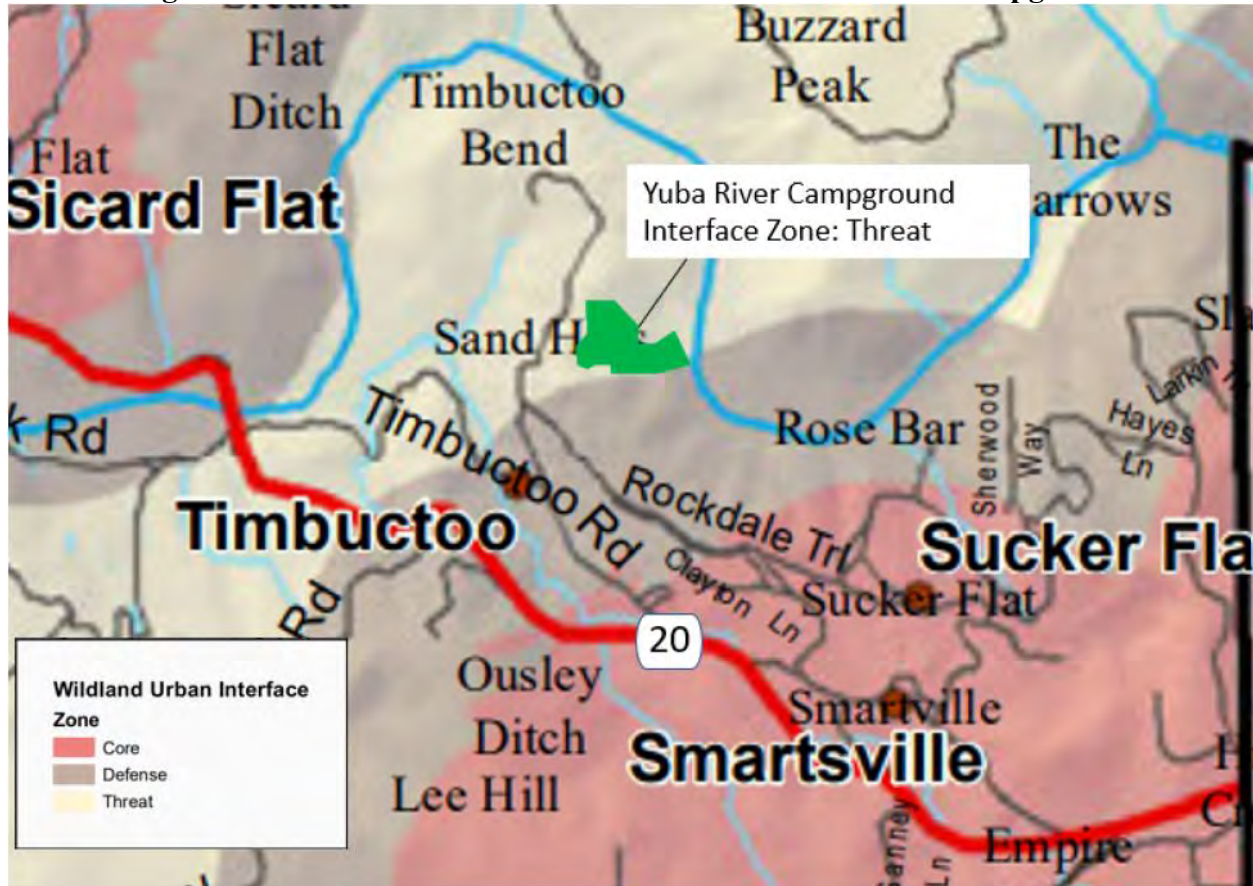 Flat
Ditch
Timbuctoo
Bend
Buzzard
Peak
The
arrows
Flat
Sicard Flat
Yuba River Campground
Interface Zone: Threat
Sand H
k Rd
Timbuctoo Rd
Rose Bar
Sherwood
Way
Hayes
Ln
Larkin
Timbuctoo
Rockdale Trl
Clayton Ln
Sucker Fla
Sucker Flat
Rd
20
Ousley
Ditch
Smartville
Smartsville
Lee Hill
Empire
Ln
Wildland Urban Interface
Zone
Core
Defense
Threat